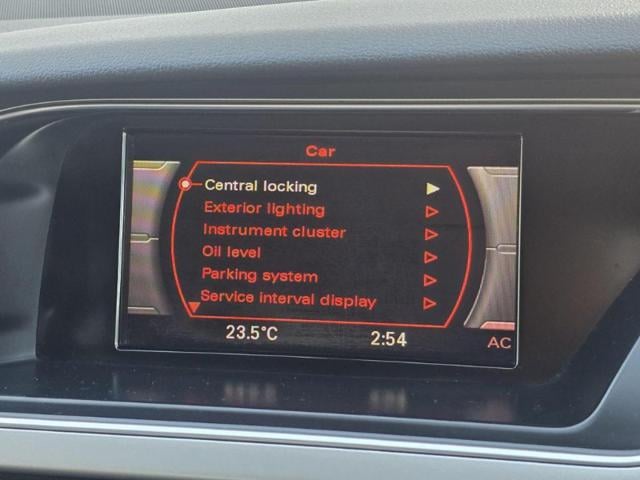 Car
Central locking
Exterior lighting
Instrument cluster
Oil level
Parking system
Service interval display
23.5°C 2:54 AC